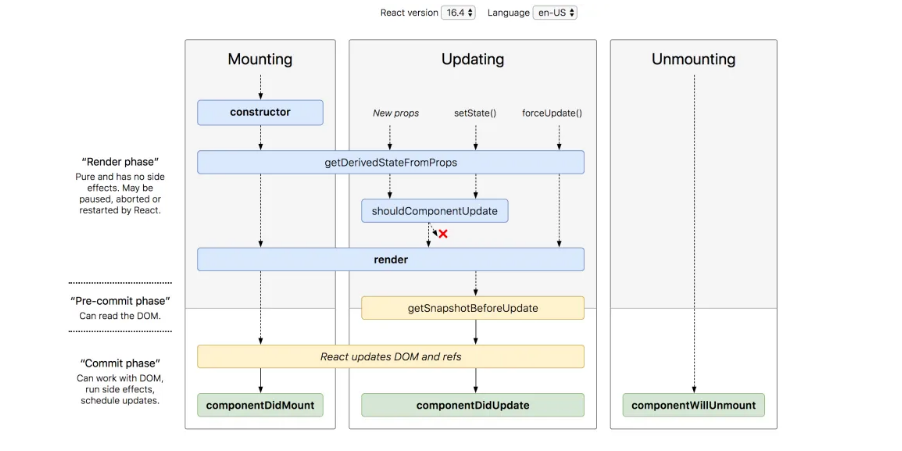 React version 16.4 Language en-US
Mounting
Updating
Unmounting
constructor
New props
setState()
forceUpdate()
getDerivedStateFromProps
“Render phase”
Pure and has no side
effects. May be
paused, aborted or
restarted by React.
shouldComponentUpdate
render
“Pre-commit phase”
Can read the DOM.
getSnapshotBeforeUpdate
React updates DOM and refs
“Commit phase”
Can work with DOM,
run side effects,
schedule updates.
componentDidMount
componentDidUpdate
componentWillUnmount